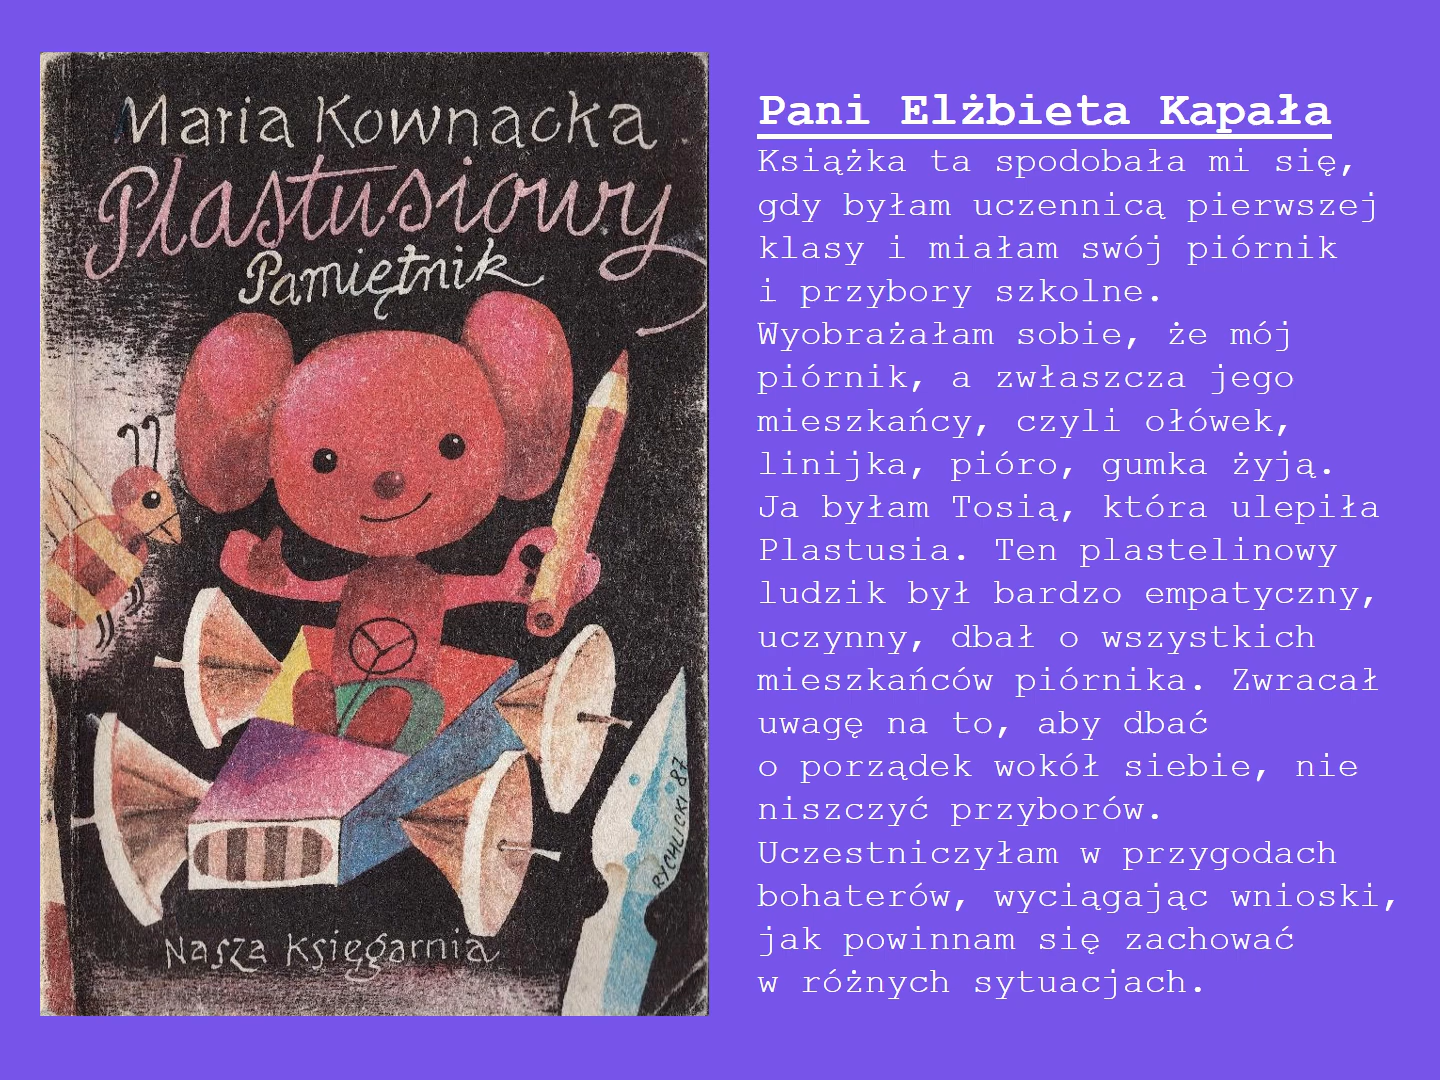 Maria Kownacka
Plastusiowy
Pamiętnik
RYCHLICKI 87
Nasza Księgarnia
Pani Elżbieta Kapała
Książka ta spodobała mi się,
gdy byłam uczennicą pierwszej
klasy i miałam swój piórnik
i przybory szkolne.
Wyobrażałam sobie, że mój
piórnik, a zwłaszcza jego
mieszkańcy, czyli ołówek,
linijka, pióro, gumka żyją.
Ja byłam Tosią, która ulepiła
Plastusia. Ten plastelinowy
ludzik był bardzo empatyczny,
uczynny, dbał o wszystkich
mieszkańców piórnika. Zwracał
uwagę na to, aby dbać
o porządek wokół siebie, nie
niszczyć przyborów.
Uczestniczyłam w przygodach
bohaterów, wyciągając wnioski,
jak powinnam się zachować
w różnych sytuacjach.